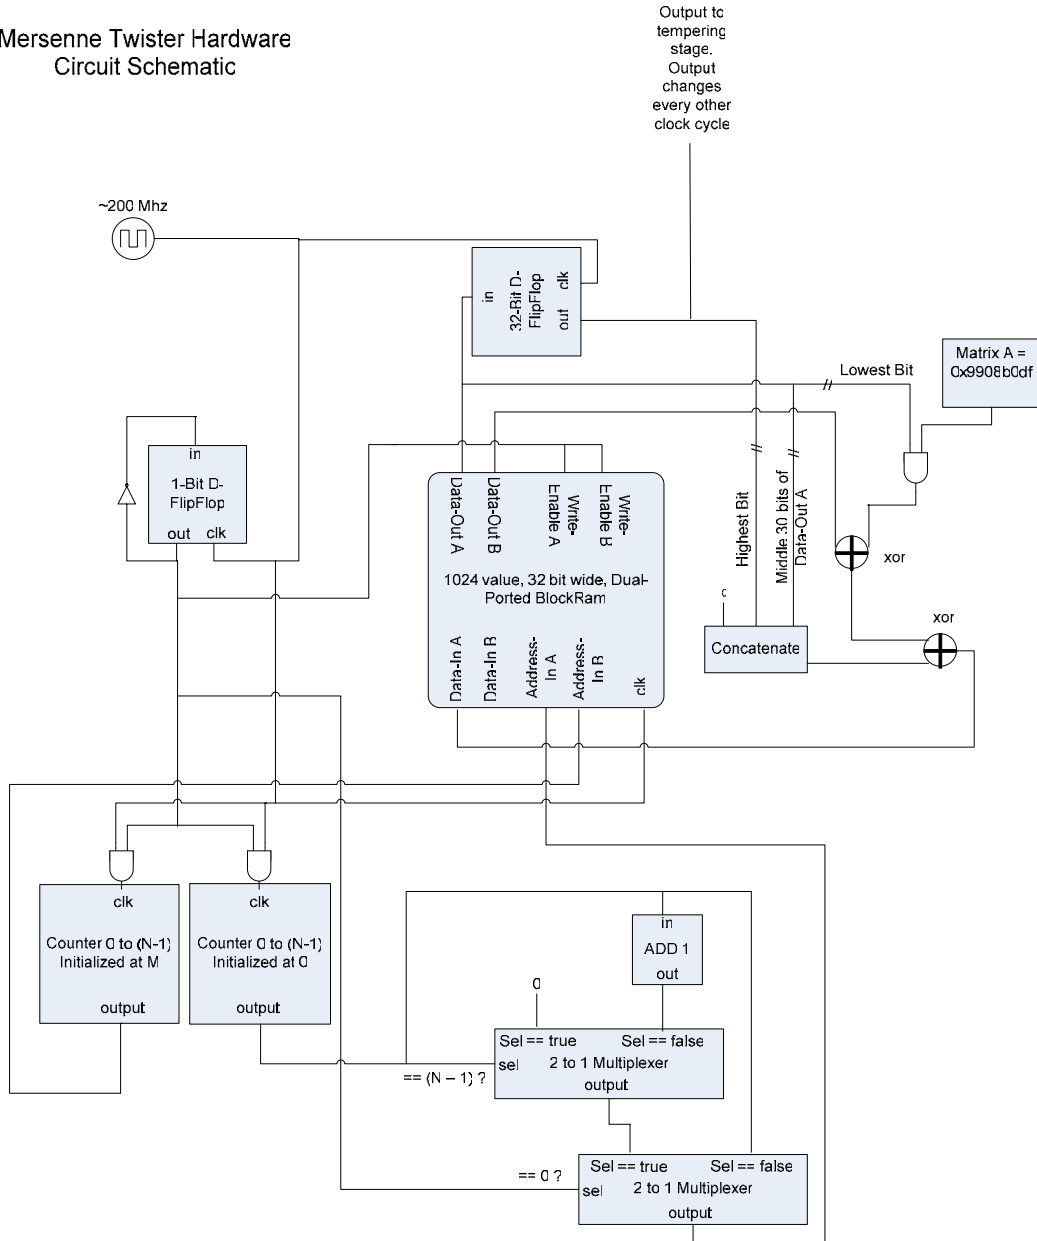 Mersenne Twister Hardware
Circuit Schematic
Output to
tempering
stage.
Output
changes
every other
clock cycle
~200 Mhz
in
32-Bit D-
FlipFlop
clk
out
Lowest Bit
Matrix A =
0x9908b0df
in
1-Bit D-
FlipFlop
out clk
Data-Out A
Data-Out B
Write-
Enable A
Write-
Enable B
1024 value, 32 bit wide, Dual-
Ported BlockRam
Data-In A
Data-In B
Address-
In A
Address-
In B
clk
Highest Bit
Middle 30 bits of
Data-Out A
xor
xor
Concatenate
clk
Counter 0 to (N-1)
Initialized at M
output
clk
Counter 0 to (N-1)
Initialized at 0
output
in
ADD 1
out
0
Sel == true Sel == false
sel 2 to 1 Multiplexer
output
== (N – 1) ?
== 0 ?
Sel == true Sel == false
sel 2 to 1 Multiplexer
output